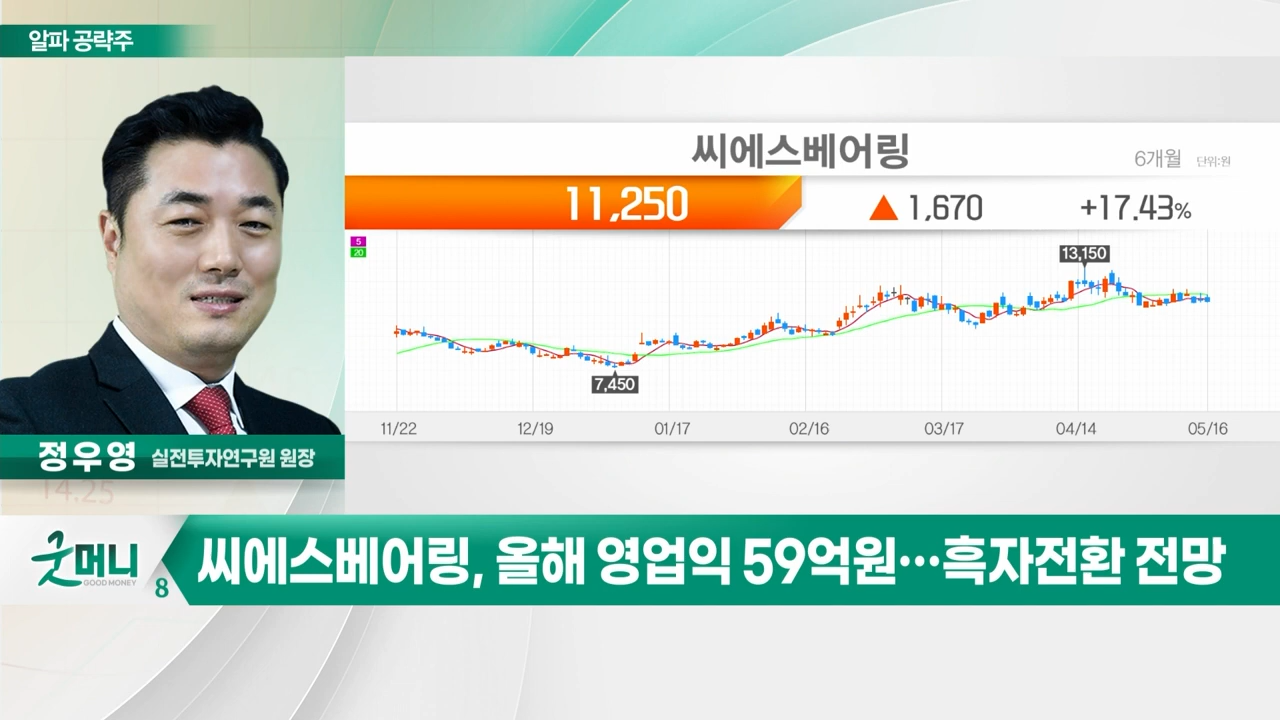 알파 공략주
씨에스베어링
6개월 단위:원
11,250 ▲ 1,670 +17.43%
5
20
13,150
7,450
11/22 12/19 01/17 02/16 03/17 04/14 05/16
정우영 실전투자연구원 원장
14.25
굿머니 GOOD MONEY 8
씨에스베어링, 올해 영업익 59억원…흑자전환 전망